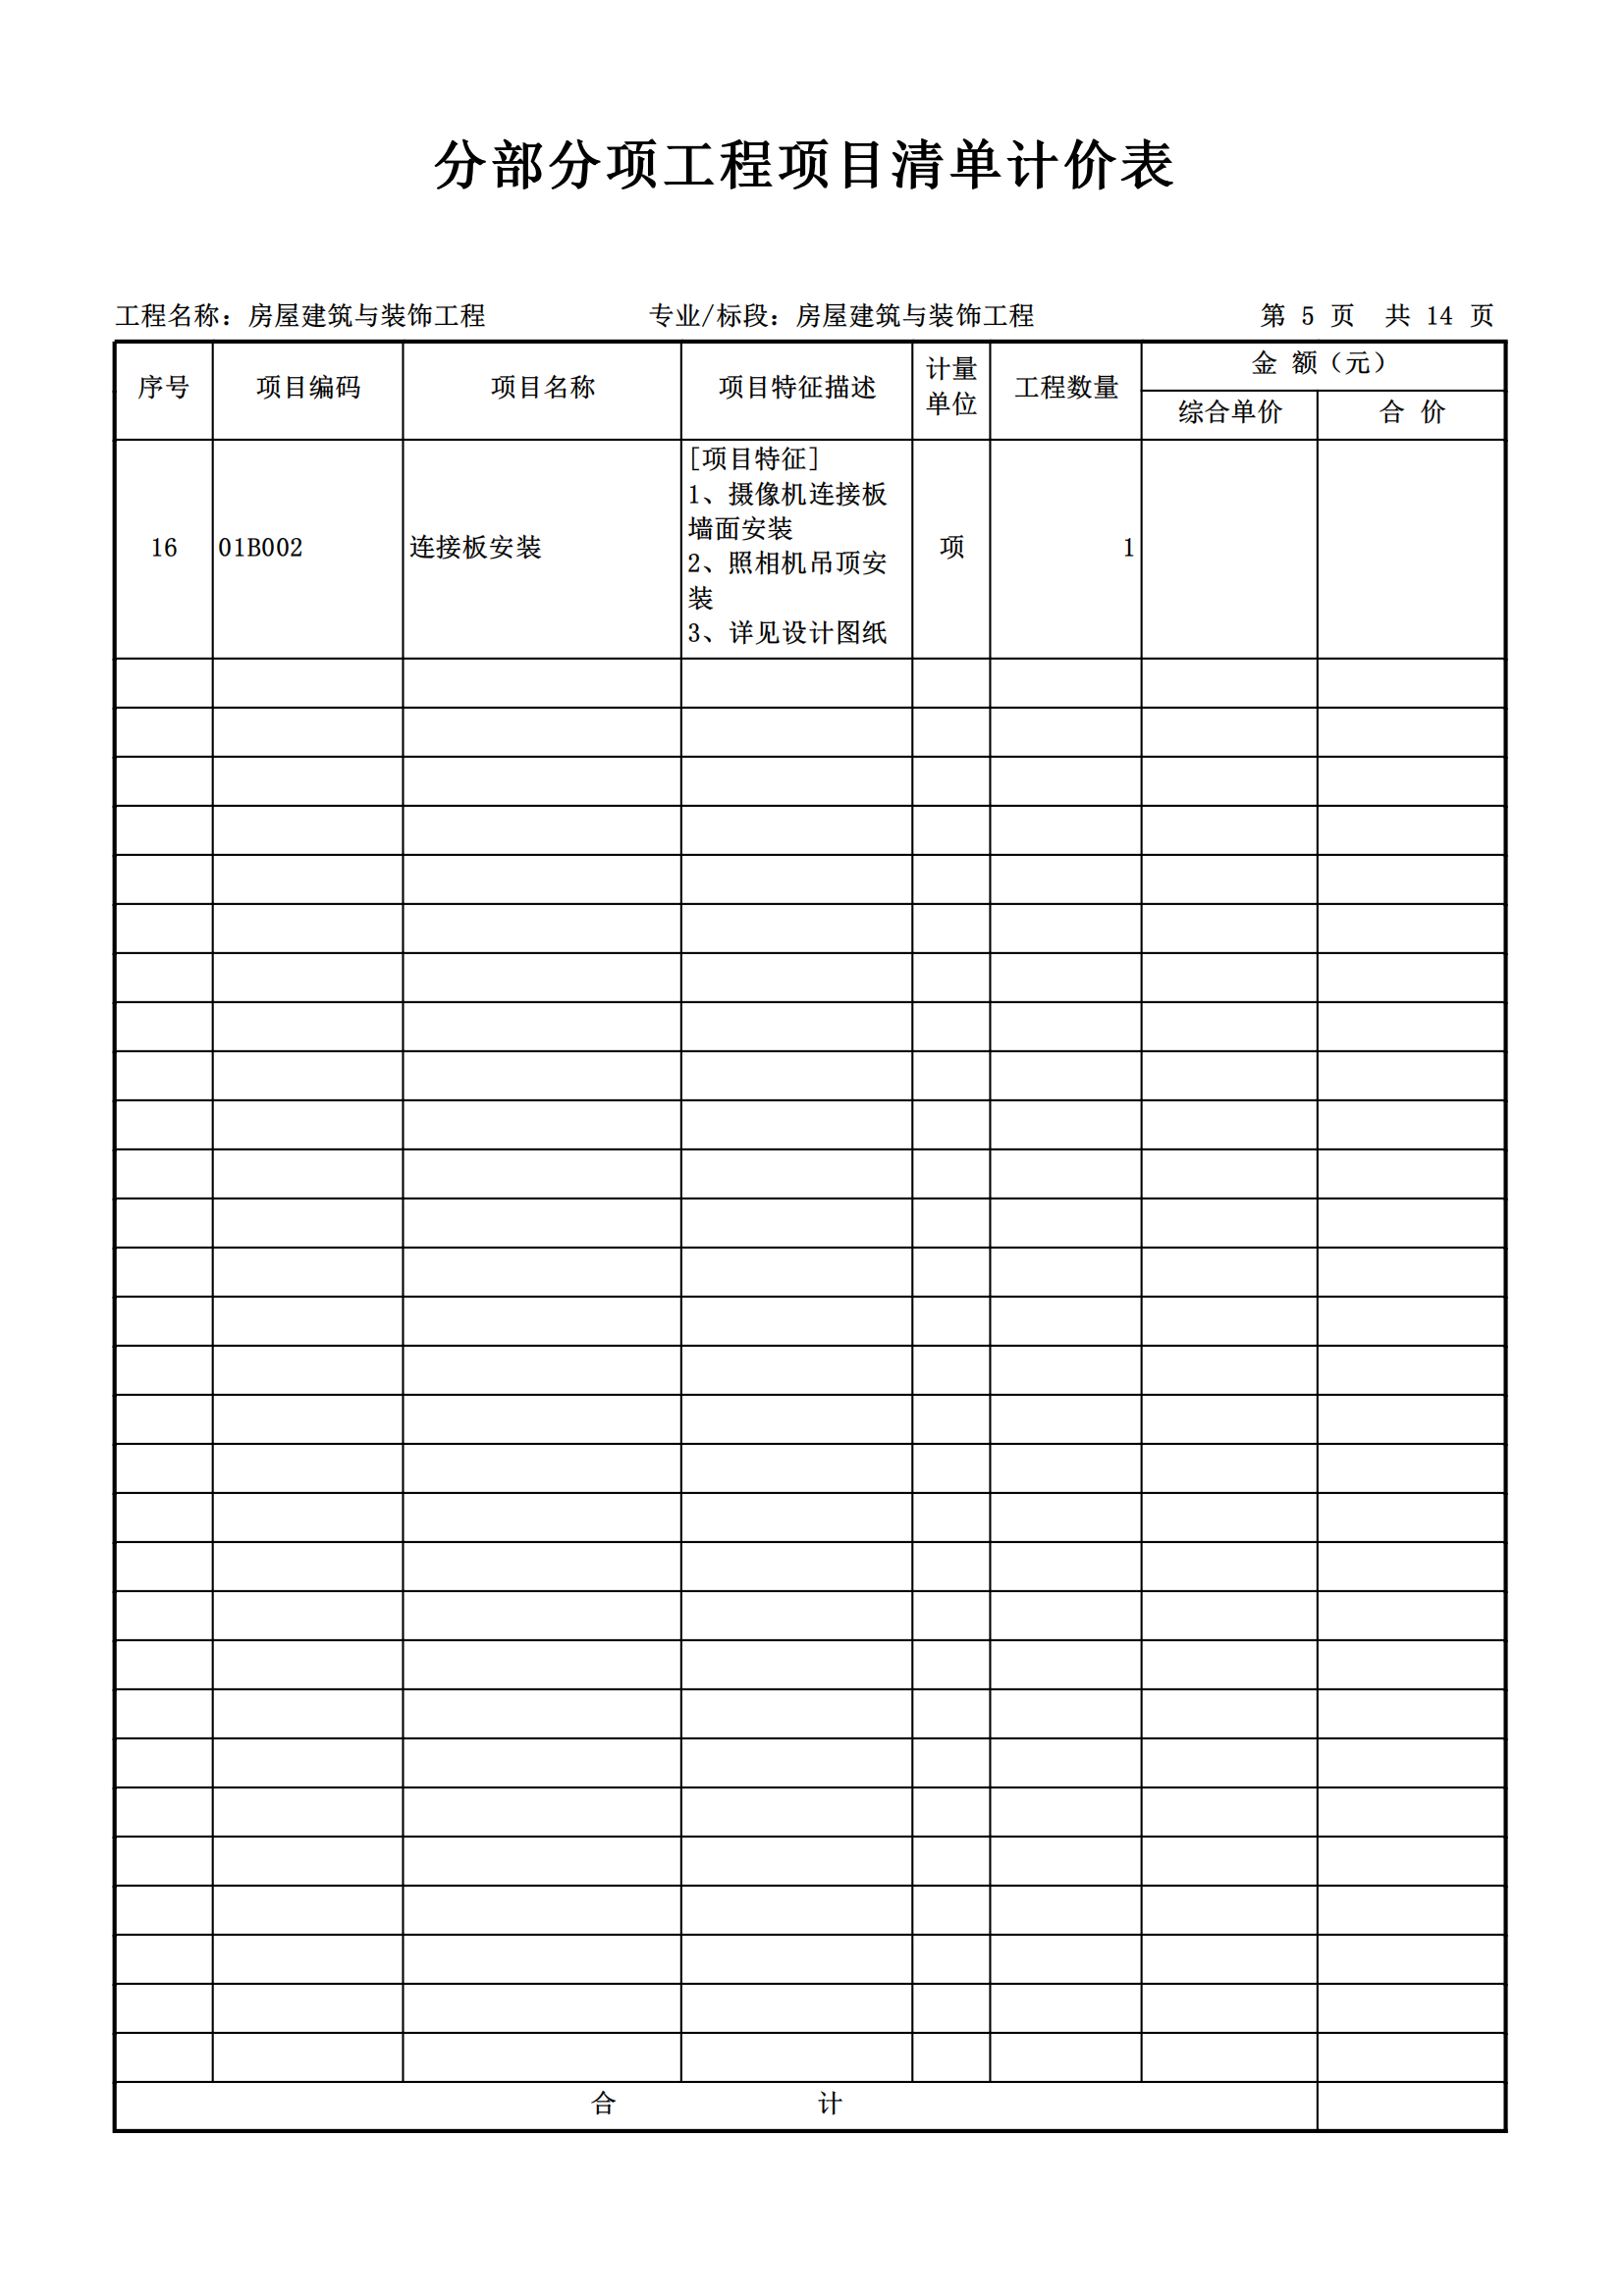 分部分项工程项目清单计价表
工程名称：房屋建筑与装饰工程 专业/标段：房屋建筑与装饰工程 第 5 页 共 14 页
序号 项目编码 项目名称 项目特征描述 计量单位 工程数量 金 额（元）
综合单价 合 价
16 01B002 连接板安装
[项目特征]
1、摄像机连接板
墙面安装
2、照相机吊顶安
装
3、详见设计图纸
项 1
合 计